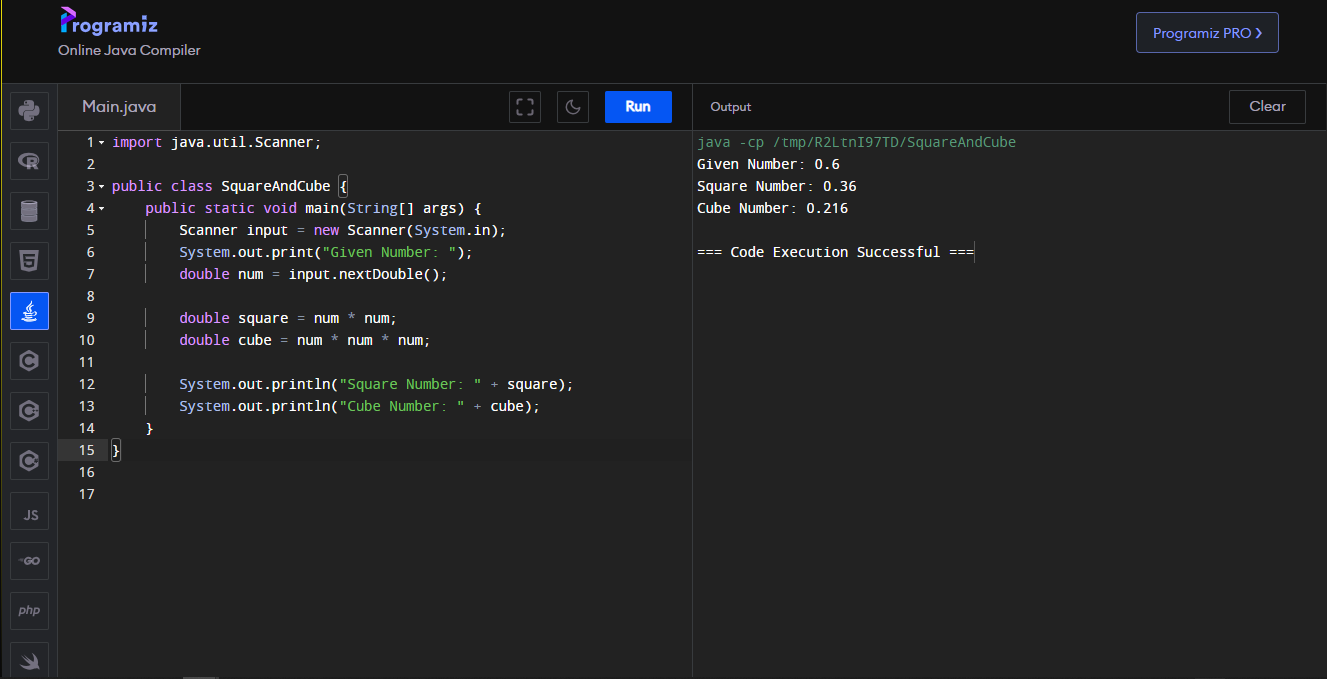 Programiz
Online Java Compiler
Programiz PRO ❯
Main.java
Run
Output
Clear
1 import java.util.Scanner;
2
3 public class SquareAndCube {
4     public static void main(String[] args) {
5         Scanner input = new Scanner(System.in);
6         System.out.print("Given Number: ");
7         double num = input.nextDouble();
8
9         double square = num * num;
10         double cube = num * num * num;
11
12         System.out.println("Square Number: " + square);
13         System.out.println("Cube Number: " + cube);
14     }
15 }
16
17
java -cp /tmp/R2LtnI97TD/SquareAndCube
Given Number: 0.6
Square Number: 0.36
Cube Number: 0.216
=== Code Execution Successful ===
R
5
C
C
C
JS
GO
php